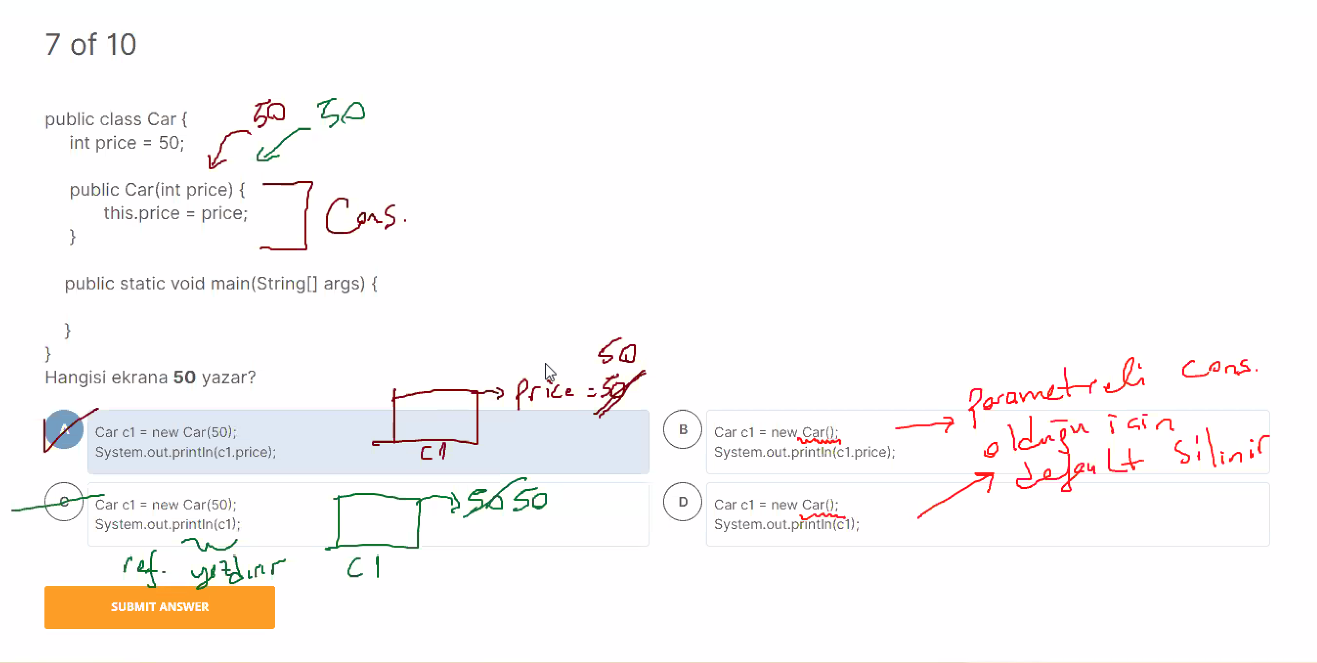 7 of 10
50 50
public class Car {
int price = 50;
public Car(int price) {
this.price = price;
}
Cons.
public static void main(String[] args) {
}
}
Hangisi ekrana 50 yazar?
50
Price = 50
C1
A
Car c1 = new Car(50);
System.out.println(c1.price);
B
Car c1 = new Car();
System.out.println(c1.price);
Parametreli Cons.
olduğu için
default silinir
C
Car c1 = new Car(50);
System.out.println(c1);
ref. yazdırır
50 50
C1
D
Car c1 = new Car();
System.out.println(c1);
SUBMIT ANSWER